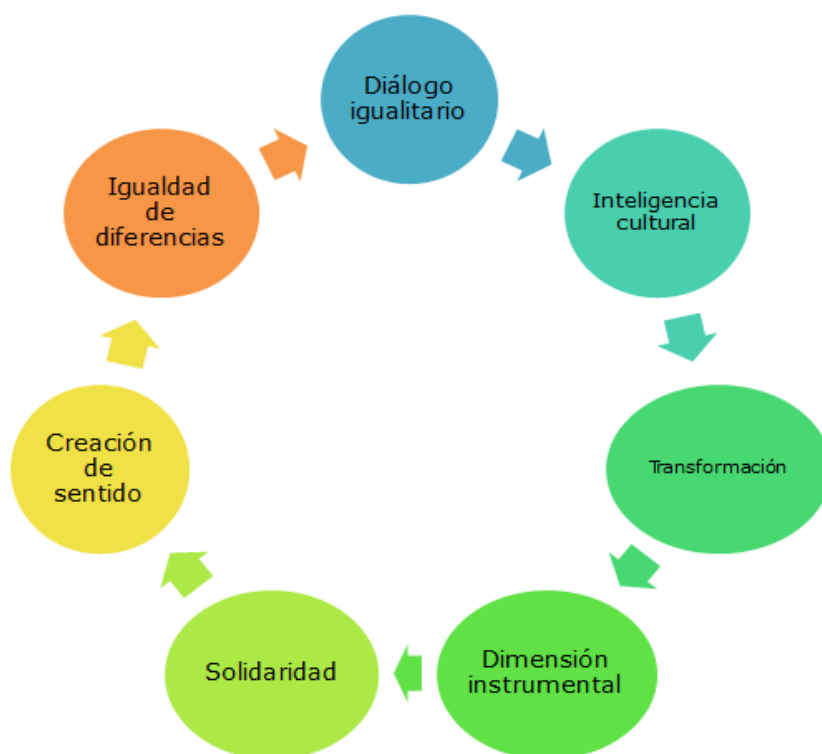 Diálogo
igualitario
Inteligencia
cultural
Transformación
Dimensión
instrumental
Solidaridad
Creación
de
sentido
Igualdad
de
diferencias